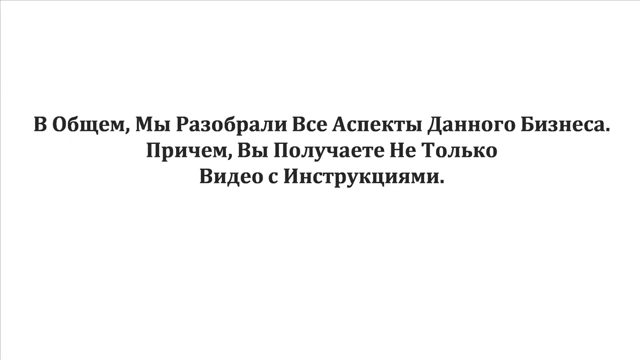 В Общем, Мы Разобрали Все Аспекты Данного Бизнеса.
Причем, Вы Получаете Не Только
Видео с Инструкциями.